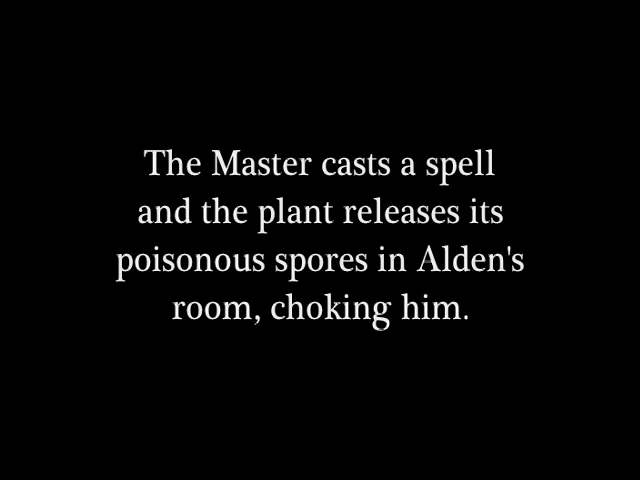 The Master casts a spell
and the plant releases its
poisonous spores in Alden's
room, choking him.